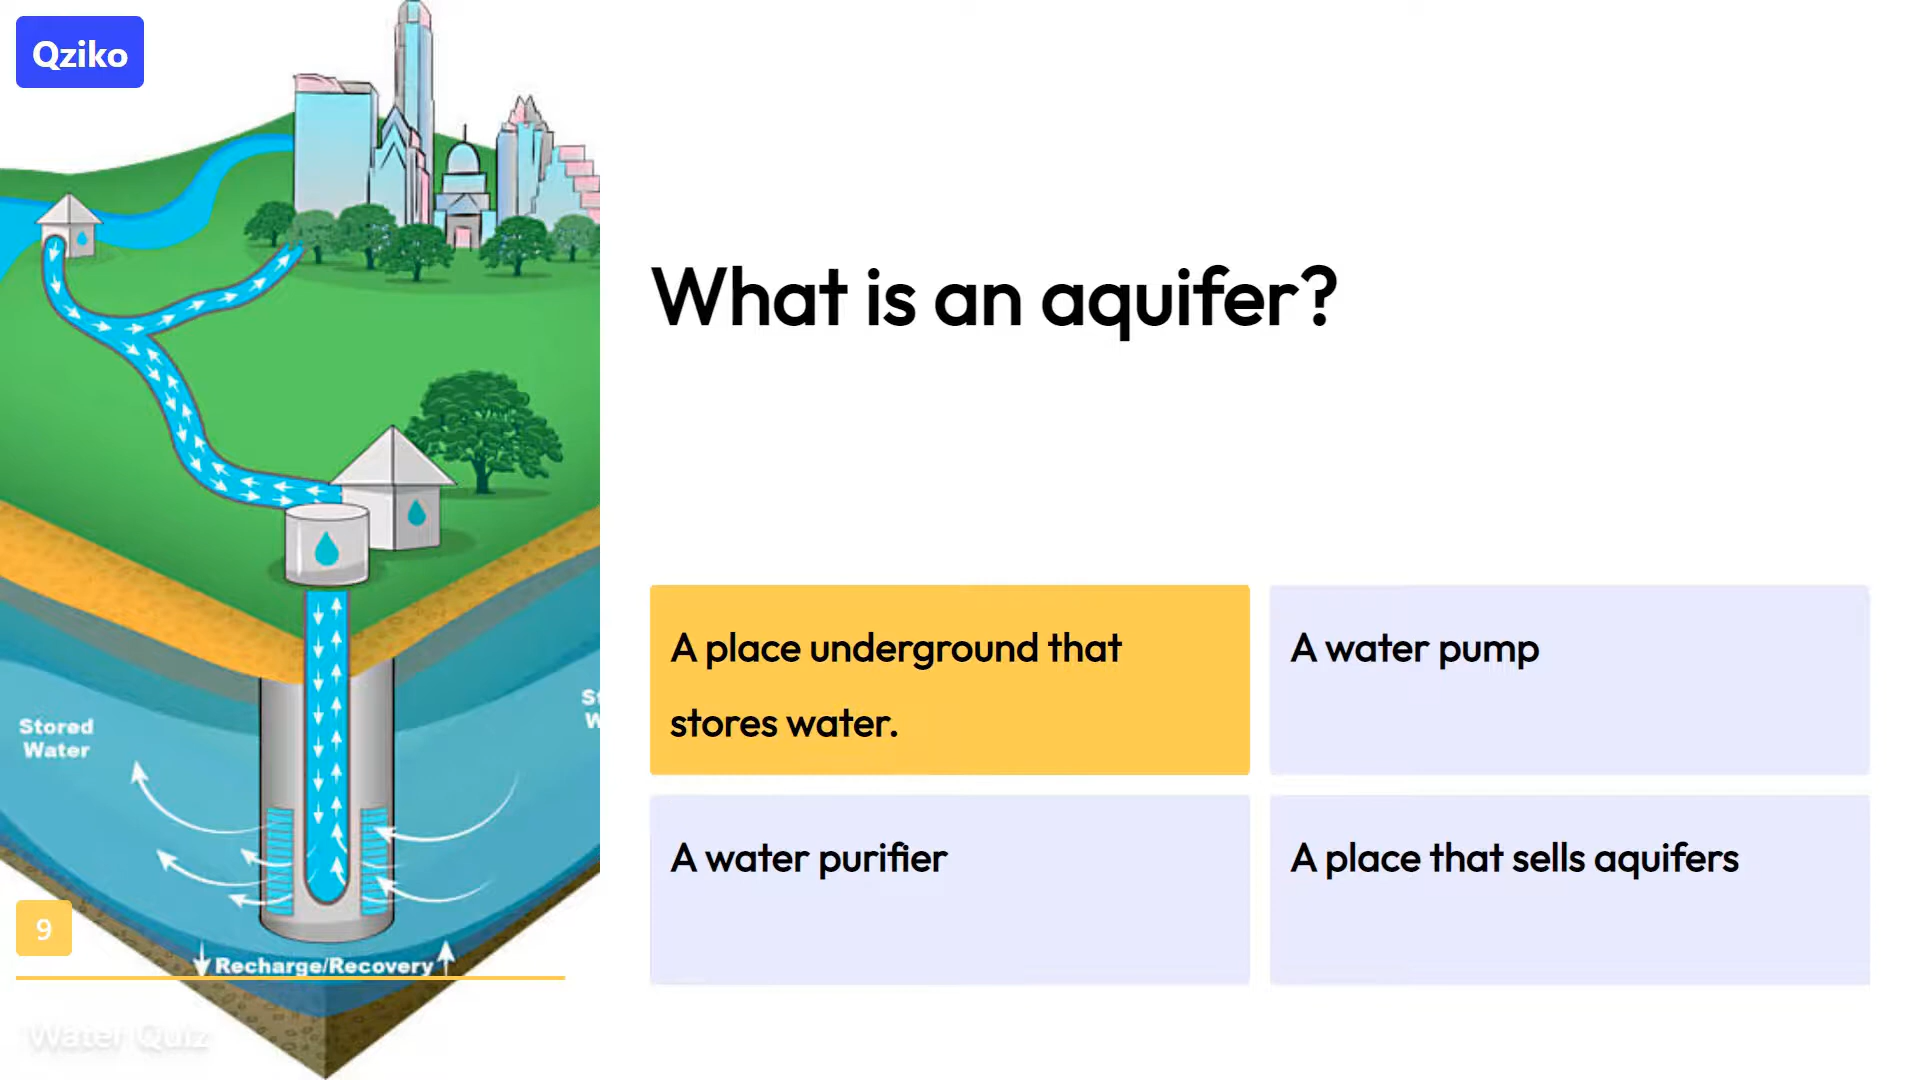 Qziko
What is an aquifer?
A place underground that
stores water.
A water pump
A water purifier
A place that sells aquifers
Stored
Water
9
Recharge/Recovery
Water Quiz